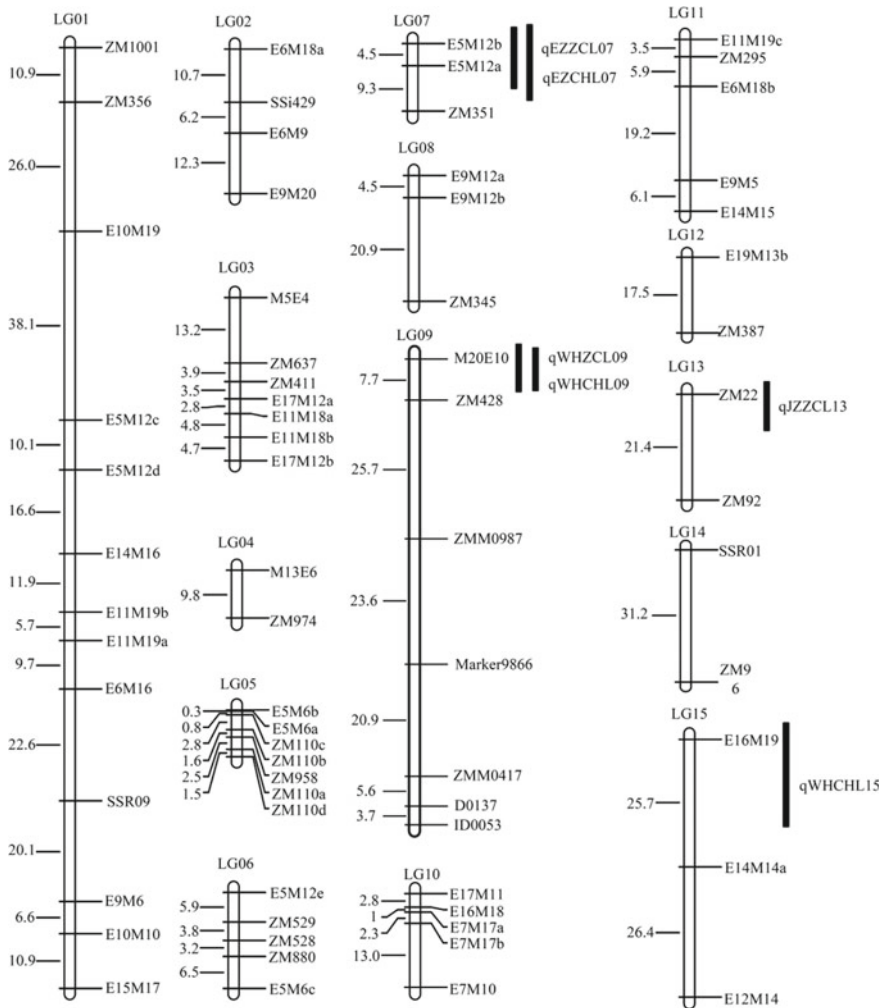 LG01
ZM1001
10.9
ZM356
26.0
E10M19
38.1
E5M12c
10.1
E5M12d
16.6
E14M16
11.9
E11M19b
5.7
E11M19a
9.7
E6M16
22.6
SSR09
20.1
E9M6
6.6
E10M10
10.9
E15M17
LG02
E6M18a
10.7
SSi429
6.2
E6M9
12.3
E9M20
LG03
M5E4
13.2
ZM637
3.9
ZM411
3.5
E17M12a
2.8
E11M18a
4.8
E11M18b
4.7
E17M12b
LG04
M13E6
9.8
ZM974
LG05
0.3
E5M6b
0.8
E5M6a
2.8
ZM110c
1.6
ZM110b
2.5
ZM958
1.5
ZM110a
ZM110d
LG06
E5M12e
5.9
ZM529
3.8
ZM528
3.2
ZM880
6.5
E5M6c
LG07
E5M12b
4.5
E5M12a
9.3
ZM351
qEZZCL07
qEZCHL07
LG08
E9M12a
4.5
E9M12b
20.9
ZM345
LG09
M20E10
7.7
ZM428
25.7
ZMM0987
23.6
Marker9866
20.9
ZMM0417
5.6
D0137
3.7
ID0053
qWHZCL09
qWHCHL09
LG10
E17M11
2.8
E16M18
1
E7M17a
2.3
E7M17b
13.0
E7M10
LG11
E11M19c
3.5
ZM295
5.9
E6M18b
19.2
E9M5
6.1
E14M15
LG12
E19M13b
17.5
ZM387
LG13
ZM22
21.4
ZM92
qJZZCL13
LG14
SSR01
31.2
ZM9
6
LG15
E16M19
25.7
E14M14a
26.4
E12M14
qWHCHL15